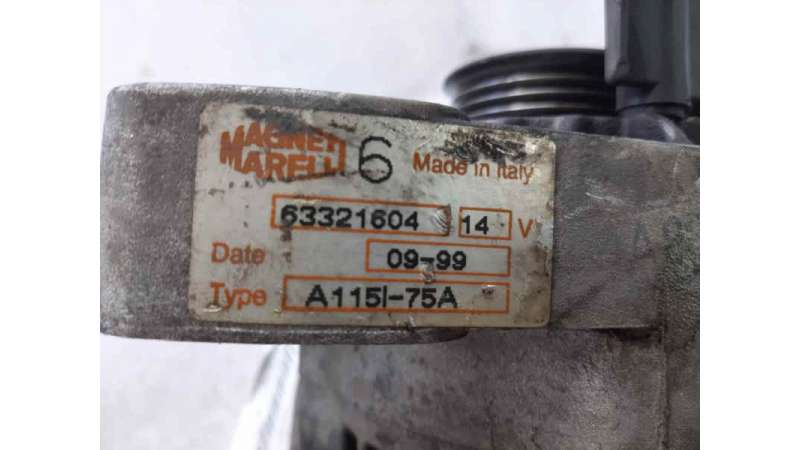 MAGNETI
MARELLI 6 Made in Italy
63321604 14 V
Date 09-99
Type A115I-75A